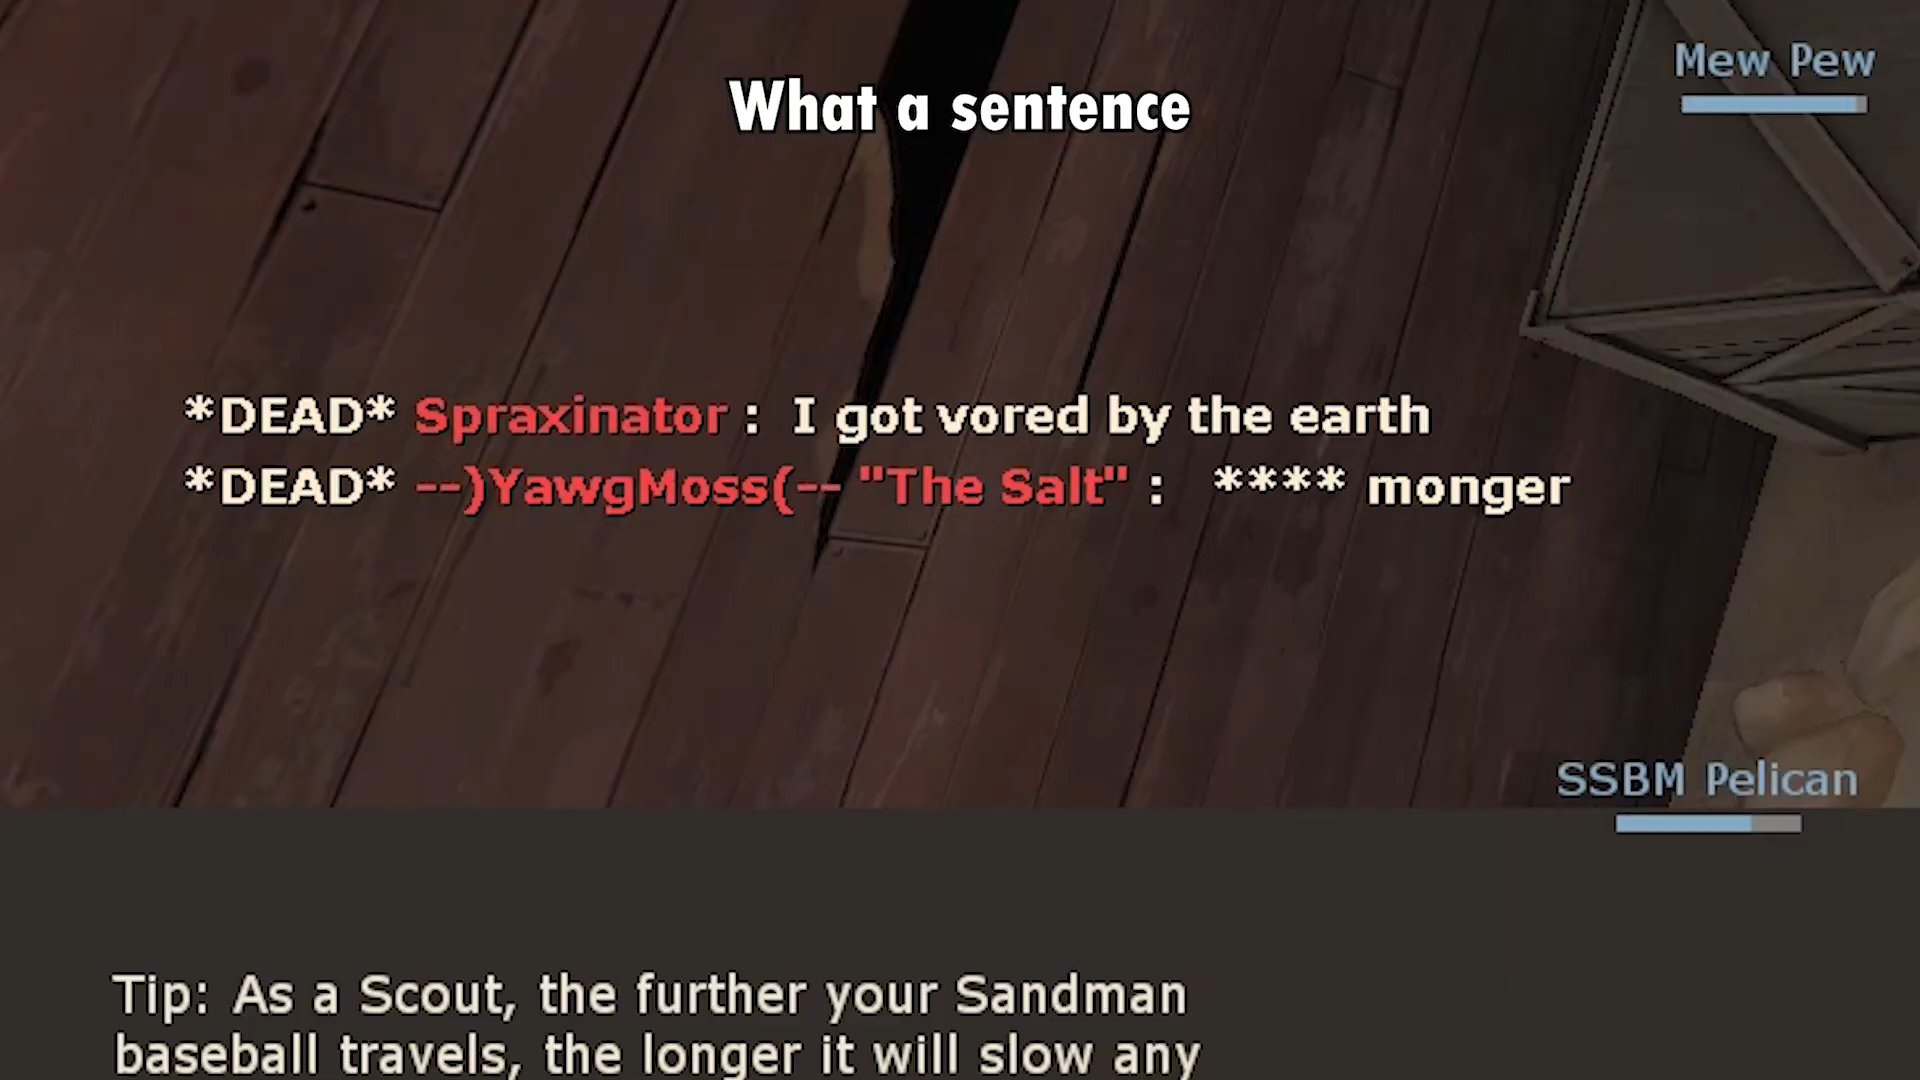 Mew Pew
What a sentence
*DEAD* Spraxinator : I got vored by the earth
*DEAD* --)YawgMoss(-- "The Salt" : **** monger
SSBM Pelican
Tip: As a Scout, the further your Sandman
baseball travels, the longer it will slow any